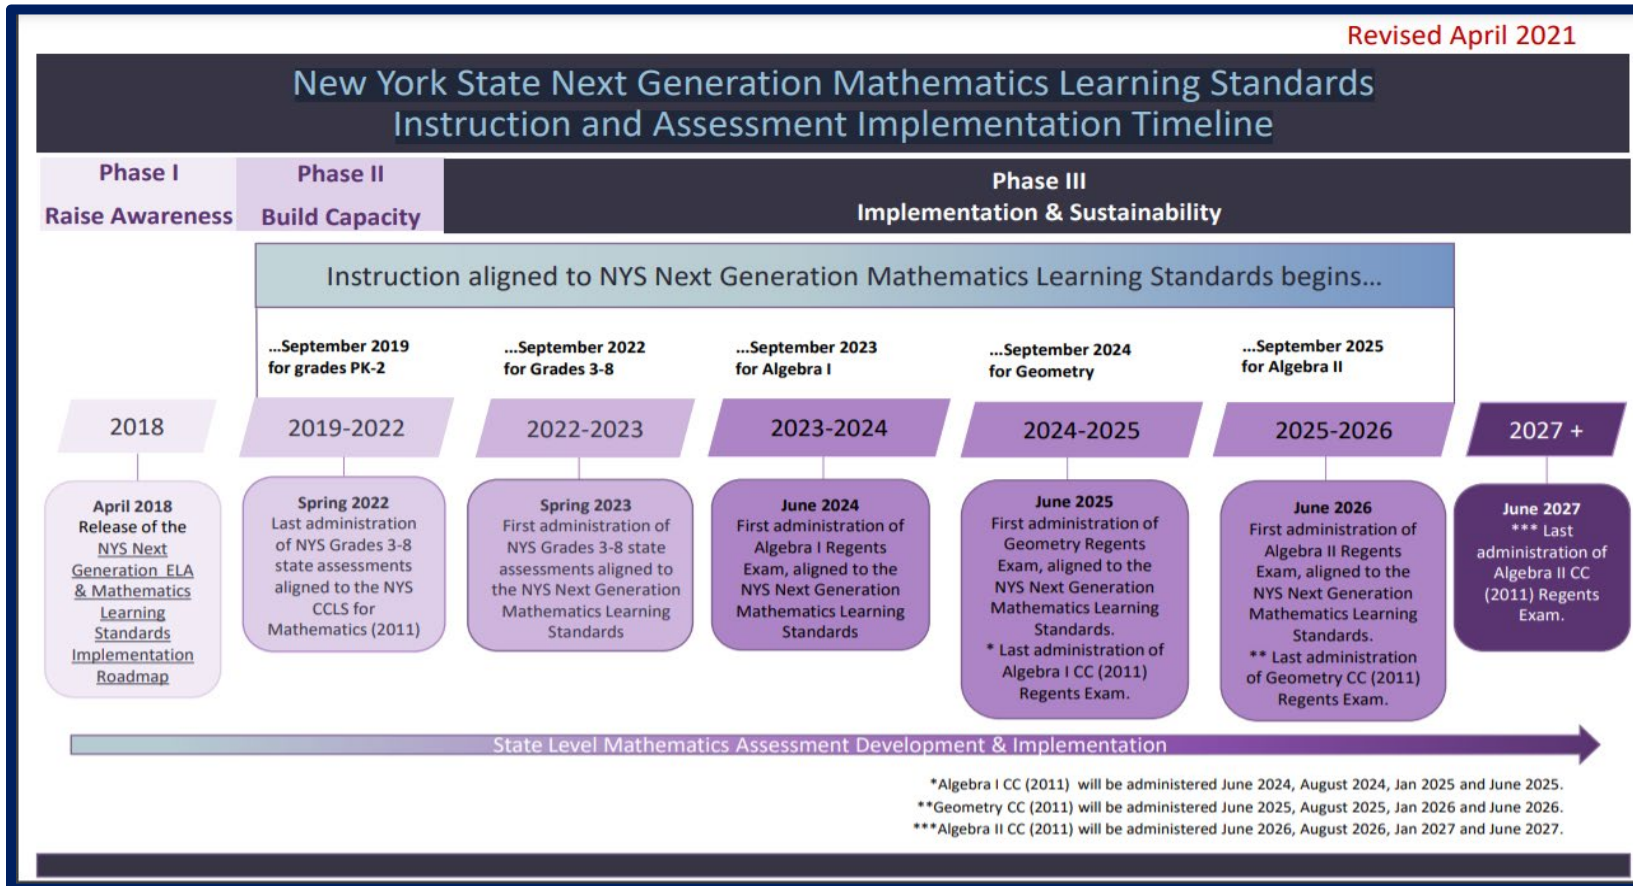 Revised April 2021
New York State Next Generation Mathematics Learning Standards
Instruction and Assessment Implementation Timeline
Phase I
Raise Awareness
Phase II
Build Capacity
Phase III
Implementation & Sustainability
Instruction aligned to NYS Next Generation Mathematics Learning Standards begins...
...September 2019
for grades PK-2
...September 2022
for Grades 3-8
...September 2023
for Algebra I
...September 2024
for Geometry
...September 2025
for Algebra II
2018
2019-2022
2022-2023
2023-2024
2024-2025
2025-2026
2027 +
April 2018
Release of the
NYS Next
Generation ELA
& Mathematics
Learning
Standards
Implementation
Roadmap
Spring 2022
Last administration
of NYS Grades 3-8
state assessments
aligned to the NYS
CCLS for
Mathematics (2011)
Spring 2023
First administration of
NYS Grades 3-8 state
assessments aligned to
the NYS Next Generation
Mathematics Learning
Standards
June 2024
First administration of
Algebra I Regents
Exam, aligned to the
NYS Next Generation
Mathematics Learning
Standards
June 2025
First administration of
Geometry Regents
Exam, aligned to the
NYS Next Generation
Mathematics Learning
Standards.
* Last administration of
Algebra I CC (2011)
Regents Exam.
June 2026
First administration of
Algebra II Regents
Exam, aligned to the
NYS Next Generation
Mathematics Learning
Standards.
** Last administration
of Geometry CC (2011)
Regents Exam.
June 2027
*** Last
administration of
Algebra II CC
(2011) Regents
Exam.
State Level Mathematics Assessment Development & Implementation
*Algebra I CC (2011) will be administered June 2024, August 2024, Jan 2025 and June 2025.
**Geometry CC (2011) will be administered June 2025, August 2025, Jan 2026 and June 2026.
***Algebra II CC (2011) will be administered June 2026, August 2026, Jan 2027 and June 2027.